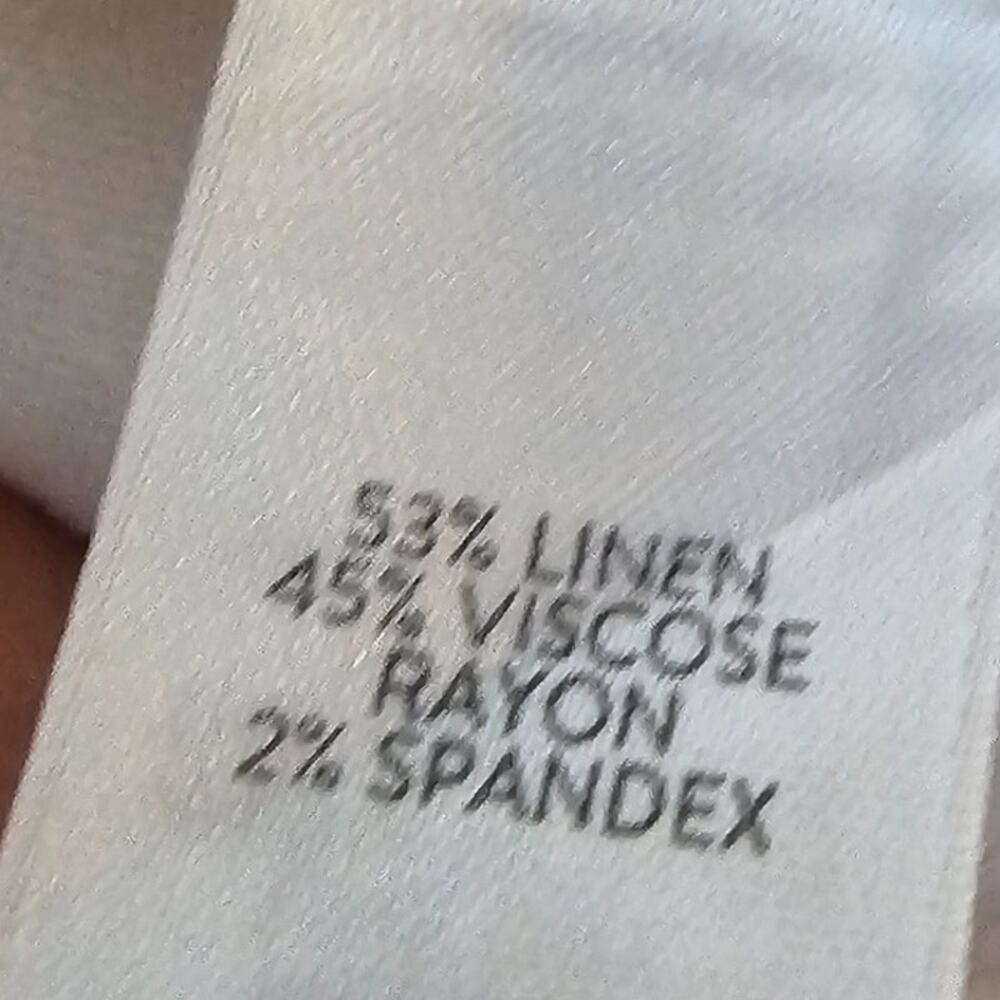 53% LINEN
45% VISCOSE
RAYON
2% SPANDEX